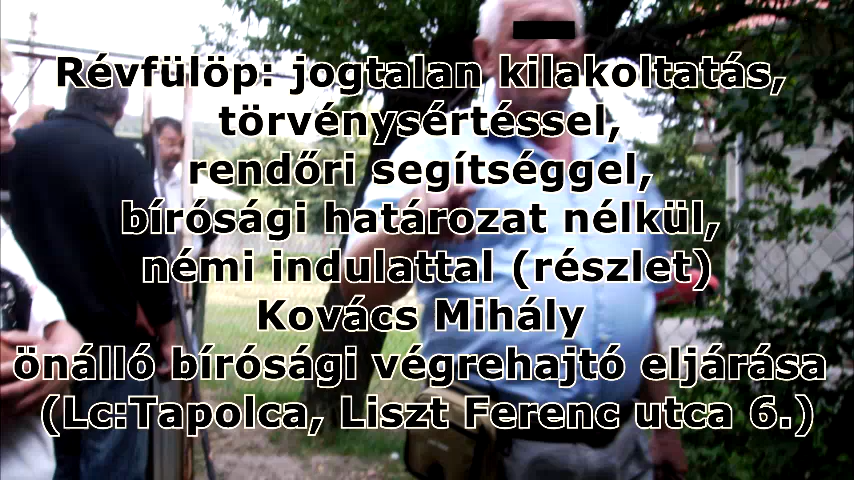 Révfülöp: jogtalan kilakoltatás,
törvénysértéssel,
rendőri segítséggel,
bírósági határozat nélkül,
némi indulattal (részlet)
Kovács Mihály
önálló bírósági végrehajtó eljárása
(Lc:Tapolca, Liszt Ferenc utca 6.)